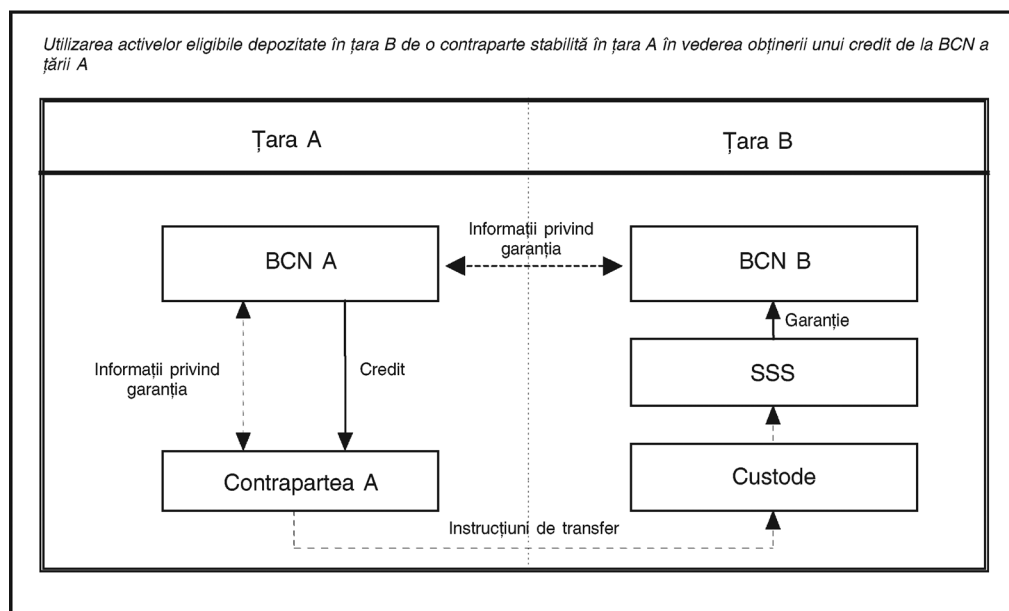 Utilizarea activelor eligibile depozitate în țara B de o contraparte stabilită în țara A în vederea obținerii unui credit de la BCN a
țării A
Țara A
Țara B
Informații privind
garanția
BCN A
BCN B
Garanție
Informații privind
garanția
Credit
SSS
Contrapartea A
Custode
Instrucțiuni de transfer